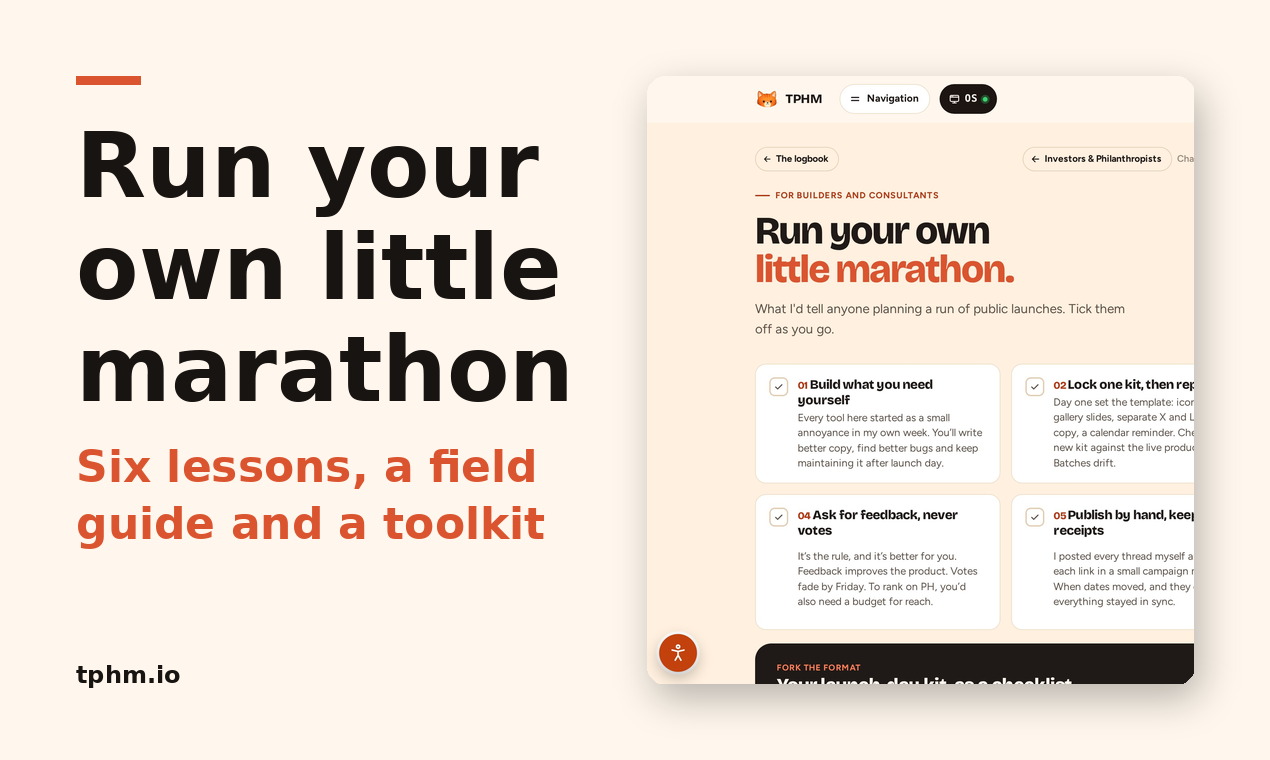 Run your
own little
marathon
Six lessons, a field
guide and a toolkit
tphm.io
TPHM
Navigation
OS
← The logbook
← Investors & Philanthropists
FOR BUILDERS AND CONSULTANTS
Run your own
little marathon.
What I'd tell anyone planning a run of public launches. Tick them
off as you go.
01 Build what you need
yourself
Every tool here started as a small
annoyance in my own week. You'll write
better copy, find better bugs and keep
maintaining it after launch day.
02 Lock one kit, then
Day one set the template:
gallery slides, separate X and
copy, a calendar reminder.
new kit against the live
Batches drift.
04 Ask for feedback, never
votes
It's the rule, and it's better for you.
Feedback improves the product. Votes
fade by Friday. To rank on PH, you'd
also need a budget for reach.
05 Publish by hand,
receipts
I posted every thread myself
each link in a small campaign
When dates moved, and they
everything stayed in sync.
FORK THE FORMAT
Your launch-day kit, as a checklist